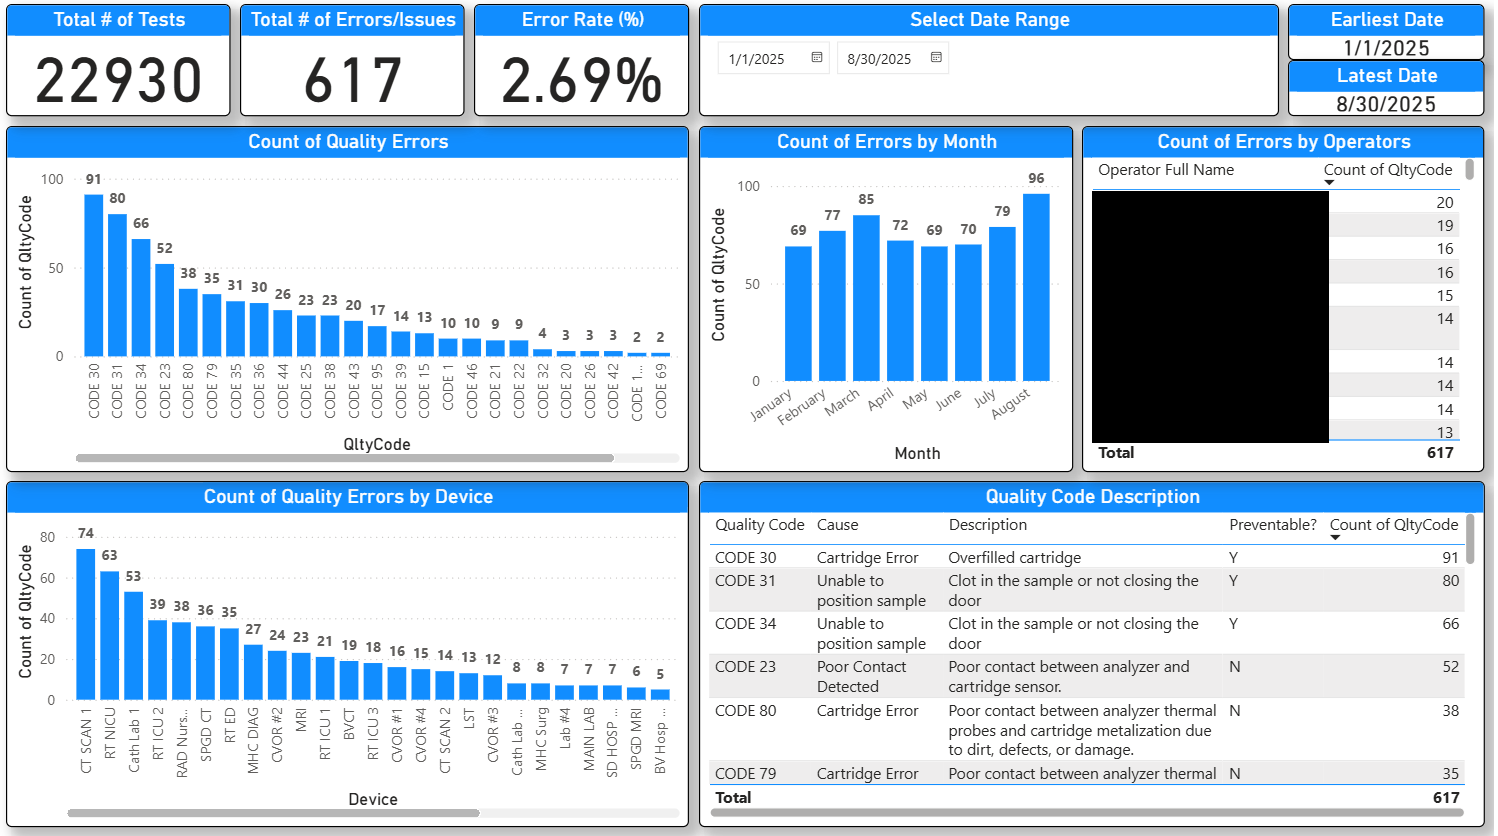 Total # of Tests
22930
Total # of Errors/Issues
617
Error Rate (%)
2.69%
Select Date Range
1/1/2025
8/30/2025
Earliest Date
1/1/2025
Latest Date
8/30/2025
Count of Quality Errors
Count of QltyCode
100
50
0
91
80
66
52
38
35
31
30
26
23
23
20
17
14
13
10
10
9
9
4
3
3
3
2
2
CODE 30
CODE 31
CODE 34
CODE 23
CODE 80
CODE 79
CODE 35
CODE 36
CODE 44
CODE 25
CODE 38
CODE 43
CODE 95
CODE 39
CODE 15
CODE 1
CODE 46
CODE 21
CODE 22
CODE 32
CODE 20
CODE 26
CODE 42
CODE 1...
CODE 69
QltyCode
Count of Errors by Month
Count of QltyCode
100
50
0
69
77
85
72
69
70
79
96
January
February
March
April
May
June
July
August
Month
Count of Errors by Operators
Operator Full Name Count of QltyCode
20
19
16
16
15
14
14
14
14
13
Total 617
Count of Quality Errors by Device
Count of QltyCode
80
60
40
20
0
74
63
53
39
38
36
35
27
24
23
21
19
18
16
15
14
13
12
8
8
7
7
7
6
5
CT SCAN 1
RT NICU
Cath Lab 1
RT ICU 2
RAD Nurs...
SPGD CT
RT ED
MHC DIAG
CVOR #2
MRI
RT ICU 1
BVCT
RT ICU 3
CVOR #1
CVOR #4
CT SCAN 2
LST
CVOR #3
Cath Lab ...
MHC Surg
Lab #4
MAIN LAB
SD HOSP ...
SPGD MRI
BV Hosp ...
Device
Quality Code Description
Quality Code Cause Description Preventable? Count of QltyCode
CODE 30 Cartridge Error Overfilled cartridge Y 91
CODE 31 Unable to Clot in the sample or not closing the Y 80
position sample door
CODE 34 Unable to Clot in the sample or not closing the Y 66
position sample door
CODE 23 Poor Contact Poor contact between analyzer and N 52
Detected cartridge sensor.
CODE 80 Cartridge Error Poor contact between analyzer thermal N 38
probes and cartridge metalization due
to dirt, defects, or damage.
CODE 79 Cartridge Error Poor contact between analyzer thermal N 35
Total 617